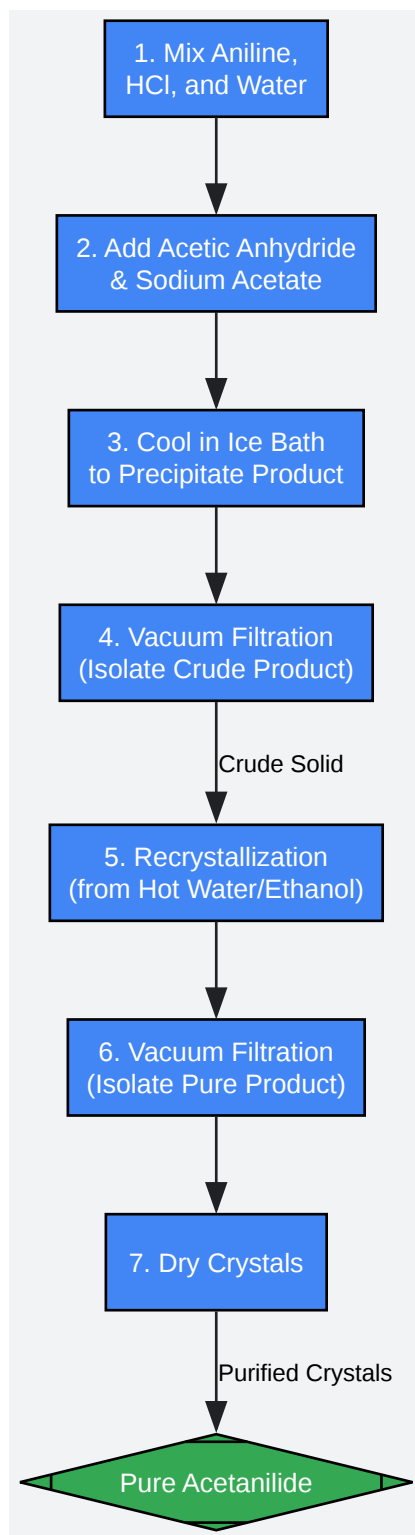 1. Mix Aniline,
HCl, and Water
2. Add Acetic Anhydride
& Sodium Acetate
3. Cool in Ice Bath
to Precipitate Product
4. Vacuum Filtration
(Isolate Crude Product)
Crude Solid
5. Recrystallization
(from Hot Water/Ethanol)
6. Vacuum Filtration
(Isolate Pure Product)
7. Dry Crystals
Purified Crystals
Pure Acetanilide